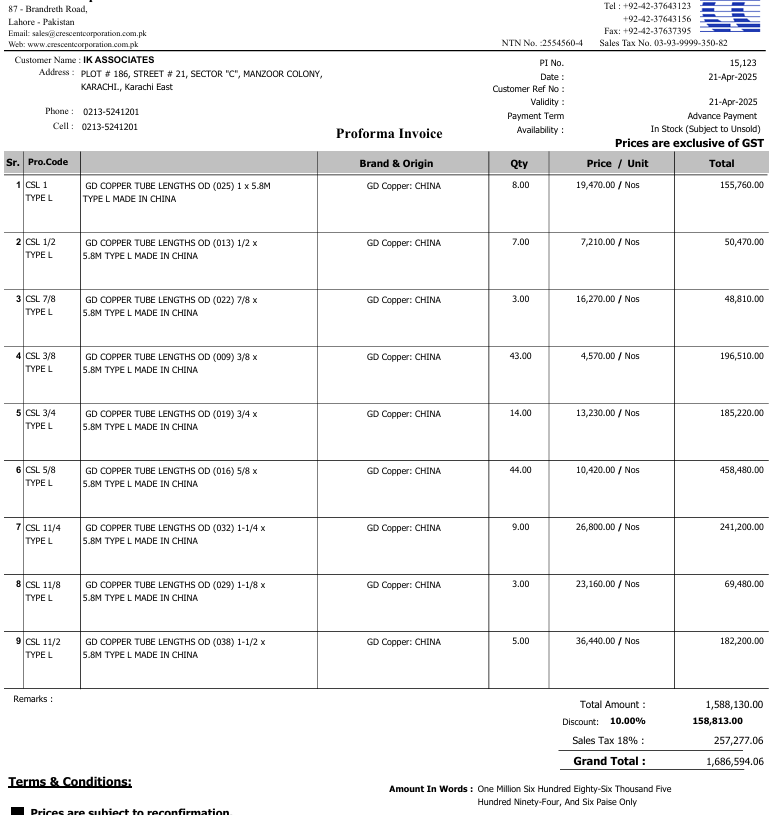 87 - Brandreth Road,
Lahore - Pakistan
Email: sales@crescentcorporation.com.pk
Web: www.crescentcorporation.com.pk
Tel : +92-42-37643123
+92-42-37643156
Fax: +92-42-37637395
NTN No. :2554560-4 Sales Tax No. 03-93-9999-350-82
Customer Name : IK ASSOCIATES
Address : PLOT # 186, STREET # 21, SECTOR "C", MANZOOR COLONY,
KARACHI., Karachi East
Phone : 0213-5241201
Cell : 0213-5241201
PI No. 15,123
Date : 21-Apr-2025
Customer Ref No :
Validity : 21-Apr-2025
Payment Term Advance Payment
Availability : In Stock (Subject to Unsold)
Proforma Invoice
Prices are exclusive of GST
Sr. Pro.Code Brand & Origin Qty Price / Unit Total
1 CSL 1 GD COPPER TUBE LENGTHS OD (025) 1 x 5.8M GD Copper: CHINA 8.00 19,470.00 / Nos 155,760.00
TYPE L TYPE L MADE IN CHINA
2 CSL 1/2 GD COPPER TUBE LENGTHS OD (013) 1/2 x GD Copper: CHINA 7.00 7,210.00 / Nos 50,470.00
TYPE L 5.8M TYPE L MADE IN CHINA
3 CSL 7/8 GD COPPER TUBE LENGTHS OD (022) 7/8 x GD Copper: CHINA 3.00 16,270.00 / Nos 48,810.00
TYPE L 5.8M TYPE L MADE IN CHINA
4 CSL 3/8 GD COPPER TUBE LENGTHS OD (009) 3/8 x GD Copper: CHINA 43.00 4,570.00 / Nos 196,510.00
TYPE L 5.8M TYPE L MADE IN CHINA
5 CSL 3/4 GD COPPER TUBE LENGTHS OD (019) 3/4 x GD Copper: CHINA 14.00 13,230.00 / Nos 185,220.00
TYPE L 5.8M TYPE L MADE IN CHINA
6 CSL 5/8 GD COPPER TUBE LENGTHS OD (016) 5/8 x GD Copper: CHINA 44.00 10,420.00 / Nos 458,480.00
TYPE L 5.8M TYPE L MADE IN CHINA
7 CSL 11/4 GD COPPER TUBE LENGTHS OD (032) 1-1/4 x GD Copper: CHINA 9.00 26,800.00 / Nos 241,200.00
TYPE L 5.8M TYPE L MADE IN CHINA
8 CSL 11/8 GD COPPER TUBE LENGTHS OD (029) 1-1/8 x GD Copper: CHINA 3.00 23,160.00 / Nos 69,480.00
TYPE L 5.8M TYPE L MADE IN CHINA
9 CSL 11/2 GD COPPER TUBE LENGTHS OD (038) 1-1/2 x GD Copper: CHINA 5.00 36,440.00 / Nos 182,200.00
TYPE L 5.8M TYPE L MADE IN CHINA
Remarks :
Total Amount : 1,588,130.00
Discount: 10.00% 158,813.00
Sales Tax 18% : 257,277.06
Grand Total : 1,686,594.06
Terms & Conditions:
Amount In Words : One Million Six Hundred Eighty-Six Thousand Five
Hundred Ninety-Four, And Six Paise Only
Prices are subject to reconfirmation.